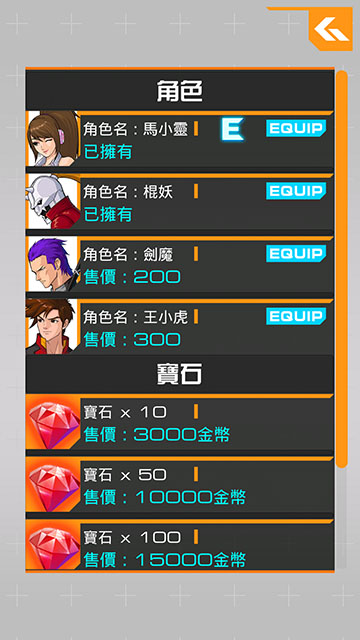 角色
角色名：馬小靈 E EQUIP
已擁有
角色名：棍妖 EQUIP
已擁有
角色名：劍魔 EQUIP
售價：200
角色名：王小虎 EQUIP
售價：300
寶石
寶石 x 10
售價：3000金幣
寶石 x 50
售價：10000金幣
寶石 x 100
售價：15000金幣